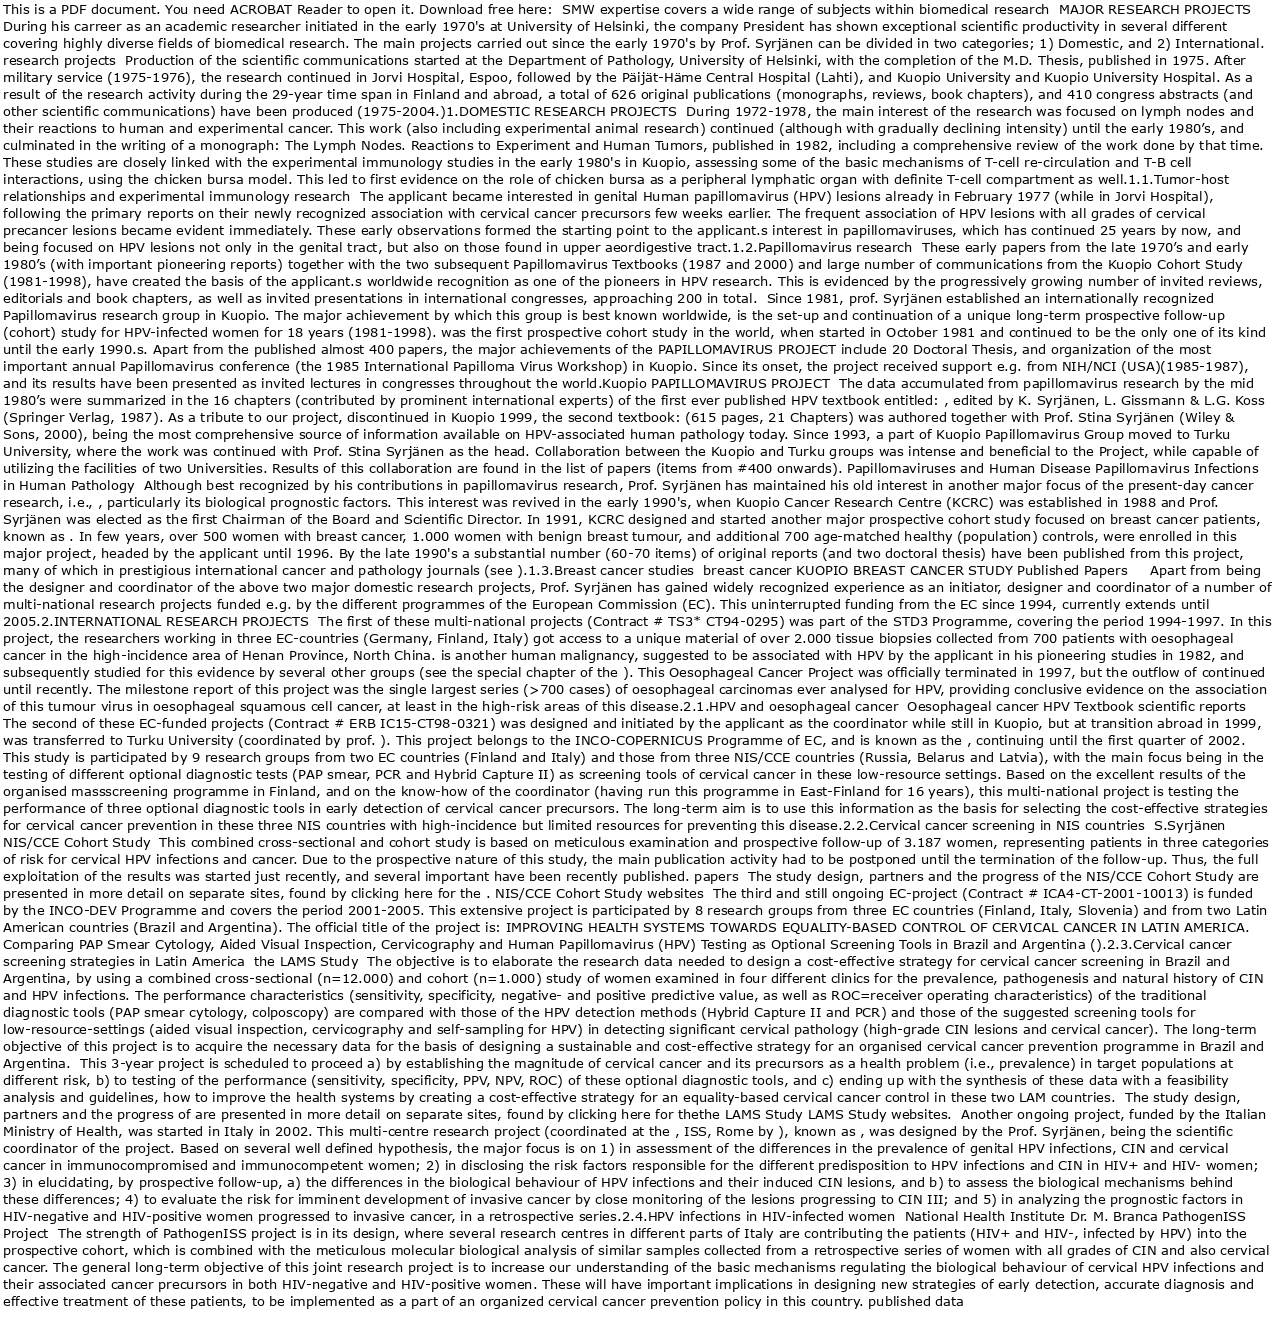 This is a PDF document. You need ACROBAT Reader to open it. Download free here:  SMW expertise covers a wide range of subjects within biomedical research  MAJOR RESEARCH PROJECTS
During his carreer as an academic researcher initiated in the early 1970's at University of Helsinki, the company President has shown exceptional scientific productivity in several different
covering highly diverse fields of biomedical research. The main projects carried out since the early 1970's by Prof. Syrjänen can be divided in two categories; 1) Domestic, and 2) International.
research projects  Production of the scientific communications started at the Department of Pathology, University of Helsinki, with the completion of the M.D. Thesis, published in 1975. After
military service (1975-1976), the research continued in Jorvi Hospital, Espoo, followed by the Päijät-Häme Central Hospital (Lahti), and Kuopio University and Kuopio University Hospital. As a
result of the research activity during the 29-year time span in Finland and abroad, a total of 626 original publications (monographs, reviews, book chapters), and 410 congress abstracts (and
other scientific communications) have been produced (1975-2004.)1.DOMESTIC RESEARCH PROJECTS  During 1972-1978, the main interest of the research was focused on lymph nodes and
their reactions to human and experimental cancer. This work (also including experimental animal research) continued (although with gradually declining intensity) until the early 1980’s, and
culminated in the writing of a monograph: The Lymph Nodes. Reactions to Experiment and Human Tumors, published in 1982, including a comprehensive review of the work done by that time.
These studies are closely linked with the experimental immunology studies in the early 1980's in Kuopio, assessing some of the basic mechanisms of T-cell re-circulation and T-B cell
interactions, using the chicken bursa model. This led to first evidence on the role of chicken bursa as a peripheral lymphatic organ with definite T-cell compartment as well.1.1.Tumor-host
relationships and experimental immunology research  The applicant became interested in genital Human papillomavirus (HPV) lesions already in February 1977 (while in Jorvi Hospital),
following the primary reports on their newly recognized association with cervical cancer precursors few weeks earlier. The frequent association of HPV lesions with all grades of cervical
precancer lesions became evident immediately. These early observations formed the starting point to the applicant.s interest in papillomaviruses, which has continued 25 years by now, and
being focused on HPV lesions not only in the genital tract, but also on those found in upper aeordigestive tract.1.2.Papillomavirus research  These early papers from the late 1970’s and early
1980’s (with important pioneering reports) together with the two subsequent Papillomavirus Textbooks (1987 and 2000) and large number of communications from the Kuopio Cohort Study
(1981-1998), have created the basis of the applicant.s worldwide recognition as one of the pioneers in HPV research. This is evidenced by the progressively growing number of invited reviews,
editorials and book chapters, as well as invited presentations in international congresses, approaching 200 in total.  Since 1981, prof. Syrjänen established an internationally recognized
Papillomavirus research group in Kuopio. The major achievement by which this group is best known worldwide, is the set-up and continuation of a unique long-term prospective follow-up
(cohort) study for HPV-infected women for 18 years (1981-1998). was the first prospective cohort study in the world, when started in October 1981 and continued to be the only one of its kind
until the early 1990.s. Apart from the published almost 400 papers, the major achievements of the PAPILLOMAVIRUS PROJECT include 20 Doctoral Thesis, and organization of the most
important annual Papillomavirus conference (the 1985 International Papilloma Virus Workshop) in Kuopio. Since its onset, the project received support e.g. from NIH/NCI (USA)(1985-1987),
and its results have been presented as invited lectures in congresses throughout the world.Kuopio PAPILLOMAVIRUS PROJECT  The data accumulated from papillomavirus research by the mid
1980’s were summarized in the 16 chapters (contributed by prominent international experts) of the first ever published HPV textbook entitled: , edited by K. Syrjänen, L. Gissmann & L.G. Koss
(Springer Verlag, 1987). As a tribute to our project, discontinued in Kuopio 1999, the second textbook: (615 pages, 21 Chapters) was authored together with Prof. Stina Syrjänen (Wiley &
Sons, 2000), being the most comprehensive source of information available on HPV-associated human pathology today. Since 1993, a part of Kuopio Papillomavirus Group moved to Turku
University, where the work was continued with Prof. Stina Syrjänen as the head. Collaboration between the Kuopio and Turku groups was intense and beneficial to the Project, while capable of
utilizing the facilities of two Universities. Results of this collaboration are found in the list of papers (items from #400 onwards). Papillomaviruses and Human Disease Papillomavirus Infections
in Human Pathology  Although best recognized by his contributions in papillomavirus research, Prof. Syrjänen has maintained his old interest in another major focus of the present-day cancer
research, i.e., , particularly its biological prognostic factors. This interest was revived in the early 1990's, when Kuopio Cancer Research Centre (KCRC) was established in 1988 and Prof.
Syrjänen was elected as the first Chairman of the Board and Scientific Director. In 1991, KCRC designed and started another major prospective cohort study focused on breast cancer patients,
known as . In few years, over 500 women with breast cancer, 1.000 women with benign breast tumour, and additional 700 age-matched healthy (population) controls, were enrolled in this
major project, headed by the applicant until 1996. By the late 1990's a substantial number (60-70 items) of original reports (and two doctoral thesis) have been published from this project,
many of which in prestigious international cancer and pathology journals (see ).1.3.Breast cancer studies  breast cancer KUOPIO BREAST CANCER STUDY Published Papers     Apart from being
the designer and coordinator of the above two major domestic research projects, Prof. Syrjänen has gained widely recognized experience as an initiator, designer and coordinator of a number of
multi-national research projects funded e.g. by the different programmes of the European Commission (EC). This uninterrupted funding from the EC since 1994, currently extends until
2005.2.INTERNATIONAL RESEARCH PROJECTS  The first of these multi-national projects (Contract # TS3* CT94-0295) was part of the STD3 Programme, covering the period 1994-1997. In this
project, the researchers working in three EC-countries (Germany, Finland, Italy) got access to a unique material of over 2.000 tissue biopsies collected from 700 patients with oesophageal
cancer in the high-incidence area of Henan Province, North China. is another human malignancy, suggested to be associated with HPV by the applicant in his pioneering studies in 1982, and
subsequently studied for this evidence by several other groups (see the special chapter of the ). This Oesophageal Cancer Project was officially terminated in 1997, but the outflow of continued
until recently. The milestone report of this project was the single largest series (>700 cases) of oesophageal carcinomas ever analysed for HPV, providing conclusive evidence on the association
of this tumour virus in oesophageal squamous cell cancer, at least in the high-risk areas of this disease.2.1.HPV and oesophageal cancer  Oesophageal cancer HPV Textbook scientific reports
The second of these EC-funded projects (Contract # ERB IC15-CT98-0321) was designed and initiated by the applicant as the coordinator while still in Kuopio, but at transition abroad in 1999,
was transferred to Turku University (coordinated by prof. ). This project belongs to the INCO-COPERNICUS Programme of EC, and is known as the , continuing until the first quarter of 2002.
This study is participated by 9 research groups from two EC countries (Finland and Italy) and those from three NIS/CCE countries (Russia, Belarus and Latvia), with the main focus being in the
testing of different optional diagnostic tests (PAP smear, PCR and Hybrid Capture II) as screening tools of cervical cancer in these low-resource settings. Based on the excellent results of the
organised massscreening programme in Finland, and on the know-how of the coordinator (having run this programme in East-Finland for 16 years), this multi-national project is testing the
performance of three optional diagnostic tools in early detection of cervical cancer precursors. The long-term aim is to use this information as the basis for selecting the cost-effective strategies
for cervical cancer prevention in these three NIS countries with high-incidence but limited resources for preventing this disease.2.2.Cervical cancer screening in NIS countries  S.Syrjänen
NIS/CCE Cohort Study  This combined cross-sectional and cohort study is based on meticulous examination and prospective follow-up of 3.187 women, representing patients in three categories
of risk for cervical HPV infections and cancer. Due to the prospective nature of this study, the main publication activity had to be postponed until the termination of the follow-up. Thus, the full
exploitation of the results was started just recently, and several important have been recently published. papers  The study design, partners and the progress of the NIS/CCE Cohort Study are
presented in more detail on separate sites, found by clicking here for the . NIS/CCE Cohort Study websites  The third and still ongoing EC-project (Contract # ICA4-CT-2001-10013) is funded
by the INCO-DEV Programme and covers the period 2001-2005. This extensive project is participated by 8 research groups from three EC countries (Finland, Italy, Slovenia) and from two Latin
American countries (Brazil and Argentina). The official title of the project is: IMPROVING HEALTH SYSTEMS TOWARDS EQUALITY-BASED CONTROL OF CERVICAL CANCER IN LATIN AMERICA.
Comparing PAP Smear Cytology, Aided Visual Inspection, Cervicography and Human Papillomavirus (HPV) Testing as Optional Screening Tools in Brazil and Argentina ().2.3.Cervical cancer
screening strategies in Latin America  the LAMS Study  The objective is to elaborate the research data needed to design a cost-effective strategy for cervical cancer screening in Brazil and
Argentina, by using a combined cross-sectional (n=12.000) and cohort (n=1.000) study of women examined in four different clinics for the prevalence, pathogenesis and natural history of CIN
and HPV infections. The performance characteristics (sensitivity, specificity, negative- and positive predictive value, as well as ROC=receiver operating characteristics) of the traditional
diagnostic tools (PAP smear cytology, colposcopy) are compared with those of the HPV detection methods (Hybrid Capture II and PCR) and those of the suggested screening tools for
low-resource-settings (aided visual inspection, cervicography and self-sampling for HPV) in detecting significant cervical pathology (high-grade CIN lesions and cervical cancer). The long-term
objective of this project is to acquire the necessary data for the basis of designing a sustainable and cost-effective strategy for an organised cervical cancer prevention programme in Brazil and
Argentina.  This 3-year project is scheduled to proceed a) by establishing the magnitude of cervical cancer and its precursors as a health problem (i.e., prevalence) in target populations at
different risk, b) to testing of the performance (sensitivity, specificity, PPV, NPV, ROC) of these optional diagnostic tools, and c) ending up with the synthesis of these data with a feasibility
analysis and guidelines, how to improve the health systems by creating a cost-effective strategy for an equality-based cervical cancer control in these two LAM countries.  The study design,
partners and the progress of are presented in more detail on separate sites, found by clicking here for thethe LAMS Study LAMS Study websites.  Another ongoing project, funded by the Italian
Ministry of Health, was started in Italy in 2002. This multi-centre research project (coordinated at the , ISS, Rome by ), known as , was designed by the Prof. Syrjänen, being the scientific
coordinator of the project. Based on several well defined hypothesis, the major focus is on 1) in assessment of the differences in the prevalence of genital HPV infections, CIN and cervical
cancer in immunocompromised and immunocompetent women; 2) in disclosing the risk factors responsible for the different predisposition to HPV infections and CIN in HIV+ and HIV- women;
3) in elucidating, by prospective follow-up, a) the differences in the biological behaviour of HPV infections and their induced CIN lesions, and b) to assess the biological mechanisms behind
these differences; 4) to evaluate the risk for imminent development of invasive cancer by close monitoring of the lesions progressing to CIN III; and 5) in analyzing the prognostic factors in
HIV-negative and HIV-positive women progressed to invasive cancer, in a retrospective series.2.4.HPV infections in HIV-infected women  National Health Institute Dr. M. Branca PathogenISS
Project  The strength of PathogenISS project is in its design, where several research centres in different parts of Italy are contributing the patients (HIV+ and HIV-, infected by HPV) into the
prospective cohort, which is combined with the meticulous molecular biological analysis of similar samples collected from a retrospective series of women with all grades of CIN and also cervical
cancer. The general long-term objective of this joint research project is to increase our understanding of the basic mechanisms regulating the biological behaviour of cervical HPV infections and
their associated cancer precursors in both HIV-negative and HIV-positive women. These will have important implications in designing new strategies of early detection, accurate diagnosis and
effective treatment of these patients, to be implemented as a part of an organized cervical cancer prevention policy in this country. published data